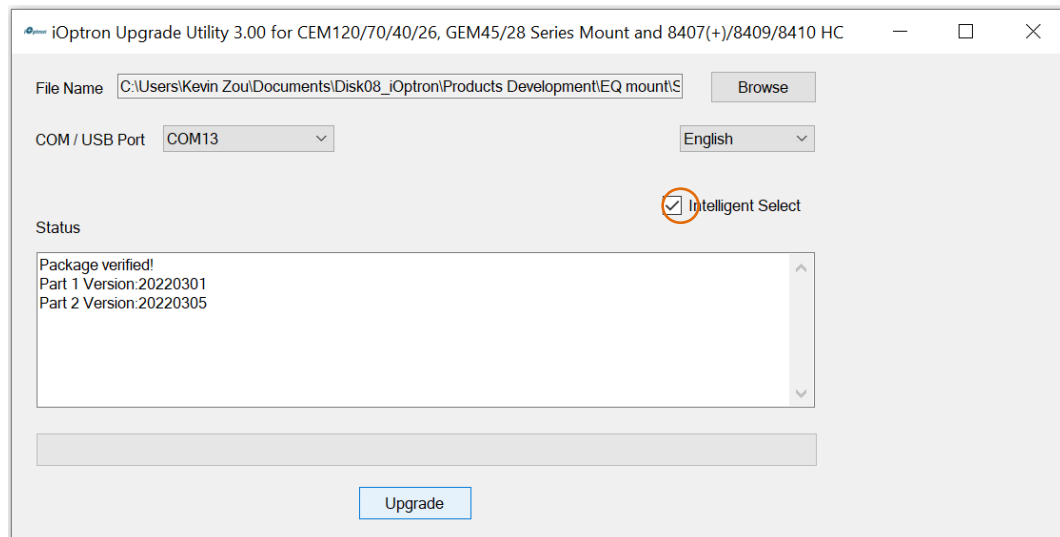 iOptron Upgrade Utility 3.00 for CEM120/70/40/26, GEM45/28 Series Mount and 8407(+)/8409/8410 HC
File Name C:\Users\Kevin Zou\Documents\Disk08_iOptron\Products Development\EQ mount\S Browse
COM / USB Port COM13 English
Intelligent Select
Status
Package verified!
Part 1 Version:20220301
Part 2 Version:20220305
Upgrade